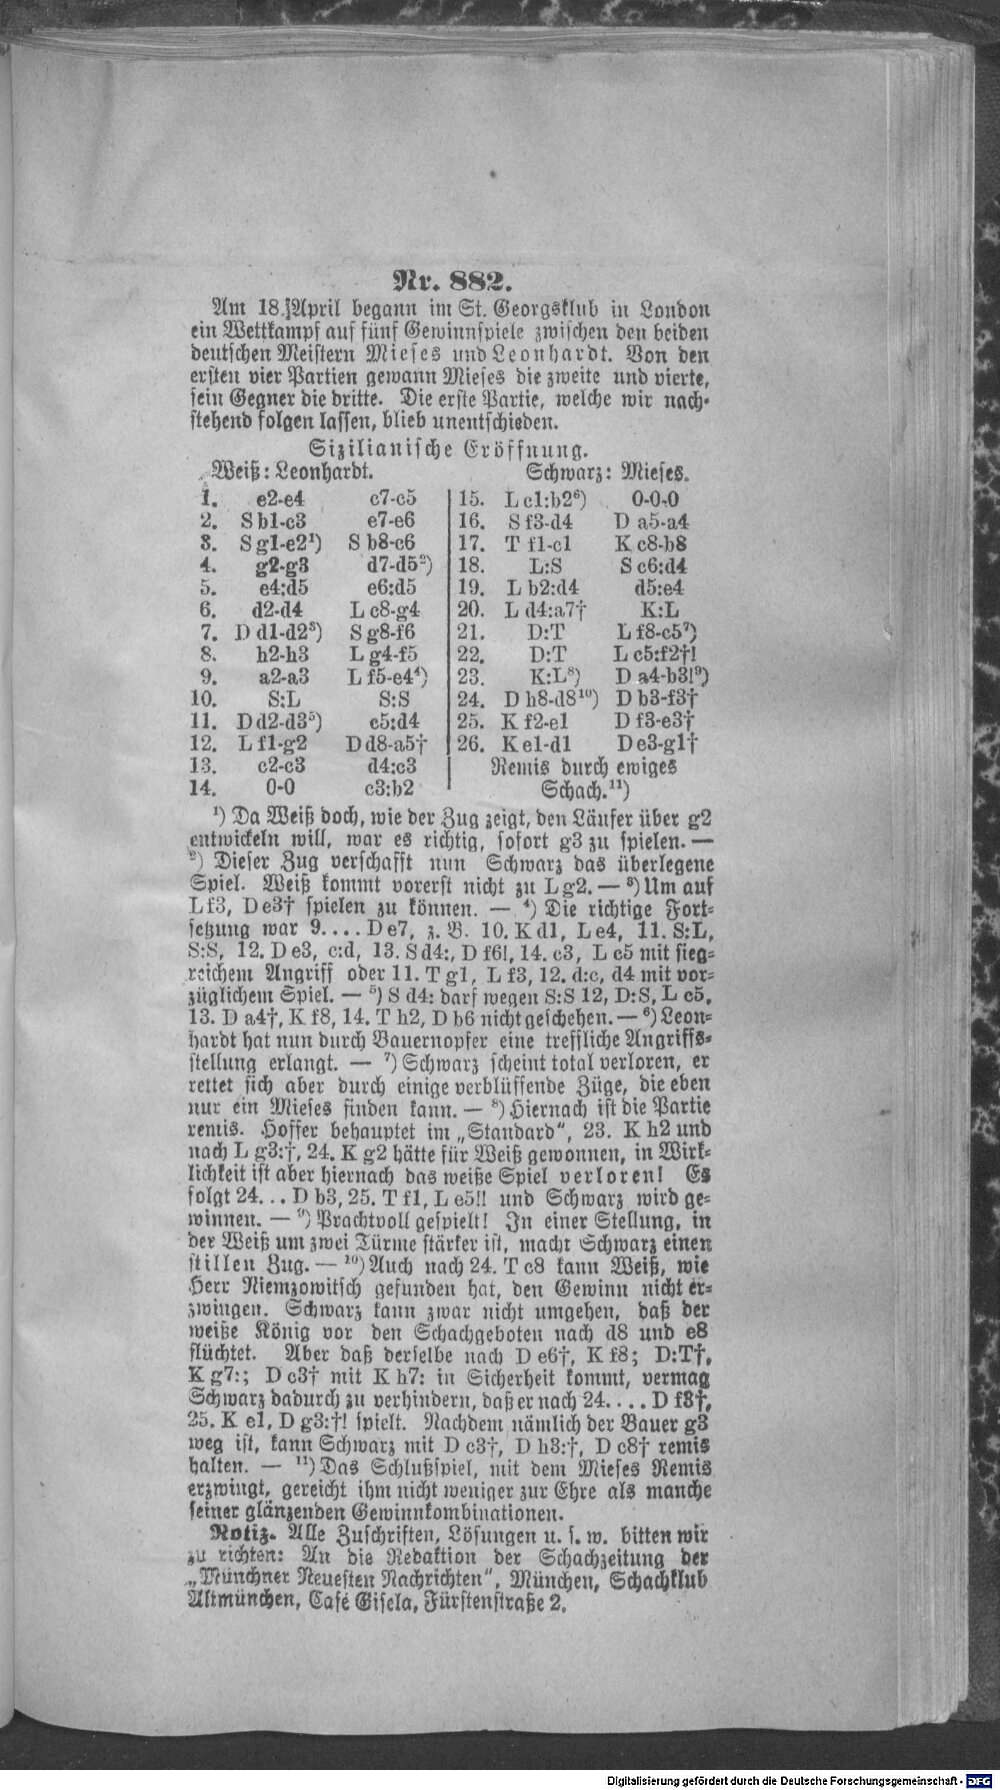 Nr. 882.
Am 18. April begann im St. Georgsklub in London
ein Wettkampf auf fünf Gewinnspiele zwischen den beiden
deutschen Meistern Mieses und Leonhardt. Von den
ersten vier Partien gewann Mieses die zweite und vierte,
sein Gegner die dritte. Die erste Partie, welche wir nach-
stehend folgen lassen, blieb unentschieden.
Sizilianische Eröffnung.
Weiß: Leonhardt. Schwarz: Mieses.
1. e2-e4 c7-c5
2. S b1-c3 e7-e6
3. S g1-e2¹) S b8-c6
4. g2-g3 d7-d5²)
5. e4:d5 e6:d5
6. d2-d4 L c8-g4
7. D d1-d2³) S g8-f6
8. h2-h3 L g4-f5
9. a2-a3 L f5-e4⁴)
10. S:L S:S
11. D d2-d3⁵) c5:d4
12. L f1-g2 D d8-a5†
13. c2-c3 d4:c3
14. 0-0 c3:b2
15. L c1:b2⁶) 0-0-0
16. S f3-d4 D a5-a4
17. T f1-c1 K c8-b8
18. L:S S c6:d4
19. L b2:d4 d5:e4
20. L d4:a7† K:L
21. D:T L f8-c5⁷)
22. D:T L c5:f2†!
23. K:L⁸) D a4-b3!⁹)
24. D h8-d8¹⁰) D b3-f3†
25. K f2-e1 D f3-e3†
26. K e1-d1 D e3-g1†
Remis durch ewiges
Schach.¹¹)
¹) Da Weiß doch, wie der Zug zeigt, den Läufer über g2
entwickeln will, war es richtig, sofort g3 zu spielen. —
²) Dieser Zug verschafft nun Schwarz das überlegene
Spiel. Weiß kommt vorerst nicht zu L g2. — ³) Um auf
L f3, D e3† spielen zu können. — ⁴) Die richtige Fort-
setzung war 9.... D e7, z. B. 10. K d1, L e4, 11. S:L,
S:S, 12. D e3, c:d, 13. S d4:, D f6!, 14. c3, L c5 mit sieg-
reichem Angriff oder 11. T g1, L f3, 12. d:c, d4 mit vor-
züglichem Spiel. — ⁵) S d4: darf wegen S:S 12, D:S, L c5,
13. D a4†, K f8, 14. T h2, D b6 nicht geschehen. — ⁶) Leon-
hardt hat nun durch Bauernopfer eine treffliche Angriffs-
stellung erlangt. — ⁷) Schwarz scheint total verloren, er
rettet sich aber durch einige verblüffende Züge, die eben
nur ein Mieses finden kann. — ⁸) Hiernach ist die Partie
remis. Hoffer behauptet im „Standard“, 23. K h2 und
nach L g3:†, 24. K g2 hätte für Weiß gewonnen, in Wirk-
lichkeit ist aber hiernach das weiße Spiel verloren! Es
folgt 24... D b3, 25. T f1, L e5!! und Schwarz wird ge-
winnen. — ⁹) Prachtvoll gespielt! In einer Stellung, in
der Weiß um zwei Türme stärker ist, macht Schwarz einen
stillen Zug. — ¹⁰) Auch nach 24. T c8 kann Weiß, wie
Herr Niemzowitsch gefunden hat, den Gewinn nicht er-
zwingen. Schwarz kann zwar nicht umgehen, daß der
weiße König vor den Schachgeboten nach d8 und e8
flüchtet. Aber daß derselbe nach D e6†, K f8; D:T†,
K g7:; D c3† mit K h7: in Sicherheit kommt, vermag
Schwarz dadurch zu verhindern, daß er nach 24.... D f3†,
25. K e1, D g3:†! spielt. Nachdem nämlich der Bauer g3
weg ist, kann Schwarz mit D c3†, D h3:†, D c8† remis
halten. — ¹¹) Das Schlußspiel, mit dem Mieses Remis
erzwingt, gereicht ihm nicht weniger zur Ehre als manche
seiner glänzenden Gewinnkombinationen.
Notiz. Alle Zuschriften, Lösungen u. s. w. bitten wir
zu richten: An die Redaktion der Schachzeitung der
„Münchner Neuesten Nachrichten“, München, Schachklub
Altmünchen, Café Gisela, Fürstenstraße 2.
Digitalisierung gefördert durch die Deutsche Forschungsgemeinschaft - DFG